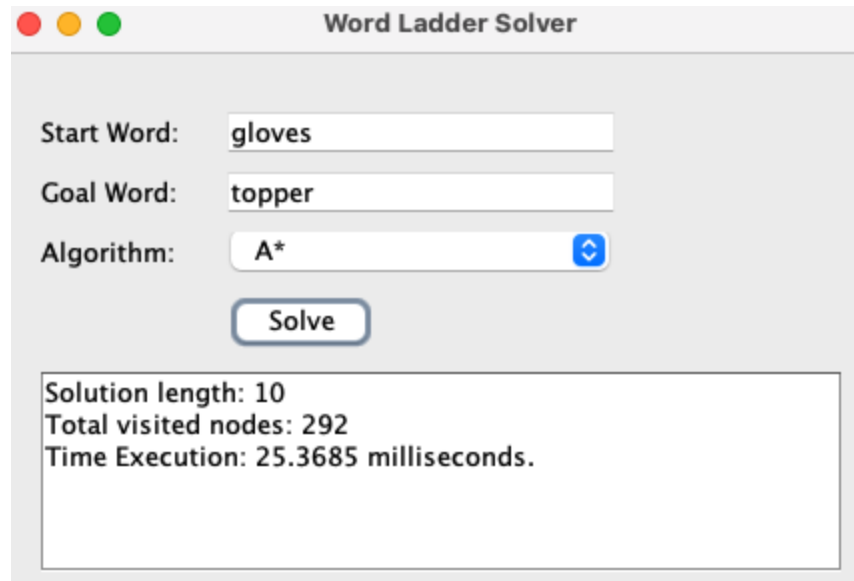 Word Ladder Solver
Start Word: gloves
Goal Word: topper
Algorithm: A*
Solve
Solution length: 10
Total visited nodes: 292
Time Execution: 25.3685 milliseconds.